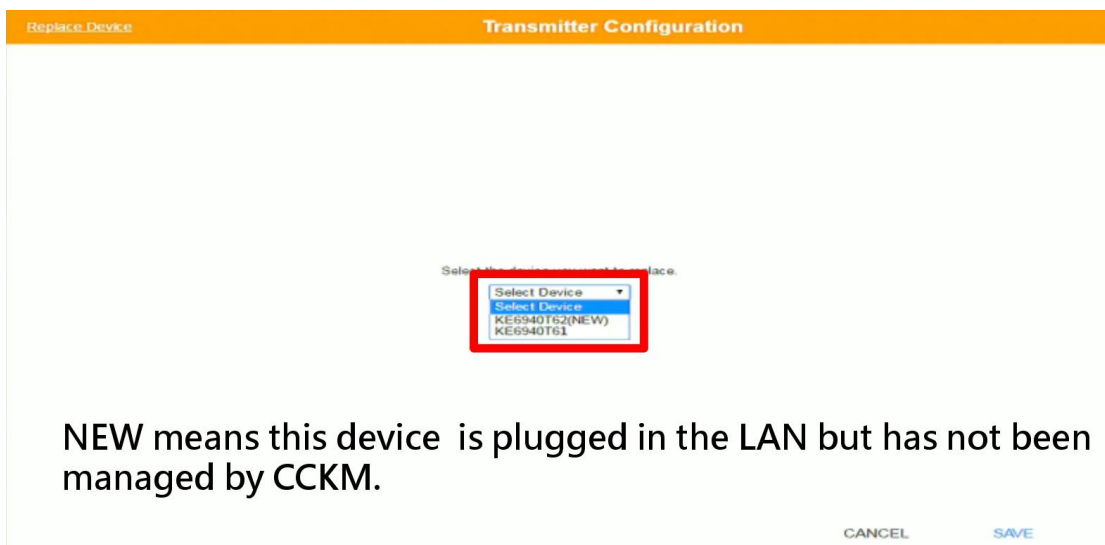 Replace Device
Transmitter Configuration
Select the device you want to replace.
Select Device
Select Device
KE6940T62(NEW)
KE6940T61
NEW means this device is plugged in the LAN but has not been
managed by CCKM.
CANCEL
SAVE